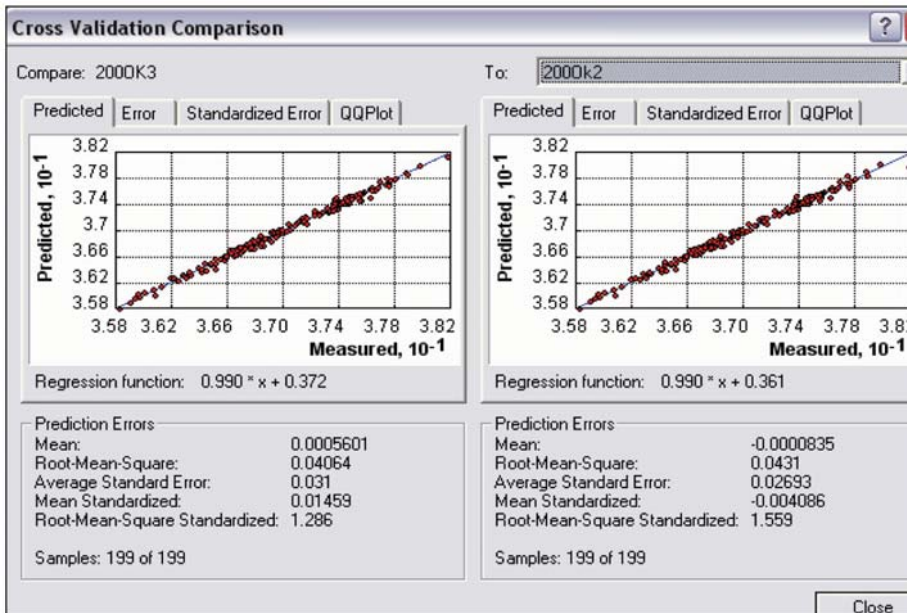 Cross Validation Comparison
?
Compare: 200OK3
To: 200Ok2
Predicted Error Standardized Error QQPlot
Predicted, 10-1
3.82
3.78
3.74
3.7
3.66
3.62
3.58
3.58 3.62 3.66 3.70 3.74 3.78 3.82
Measured, 10-1
Regression function: 0.990 * x + 0.372
Prediction Errors
Mean: 0.0005601
Root-Mean-Square: 0.04064
Average Standard Error: 0.031
Mean Standardized: 0.01459
Root-Mean-Square Standardized: 1.286
Samples: 199 of 199
Predicted Error Standardized Error QQPlot
Predicted, 10-1
3.82
3.78
3.74
3.7
3.66
3.62
3.58
3.58 3.62 3.66 3.70 3.74 3.78
Measured, 10-1
Regression function: 0.990 * x + 0.361
Prediction Errors
Mean: -0.0000835
Root-Mean-Square: 0.0431
Average Standard Error: 0.02693
Mean Standardized: -0.004086
Root-Mean-Square Standardized: 1.559
Samples: 199 of 199
Close